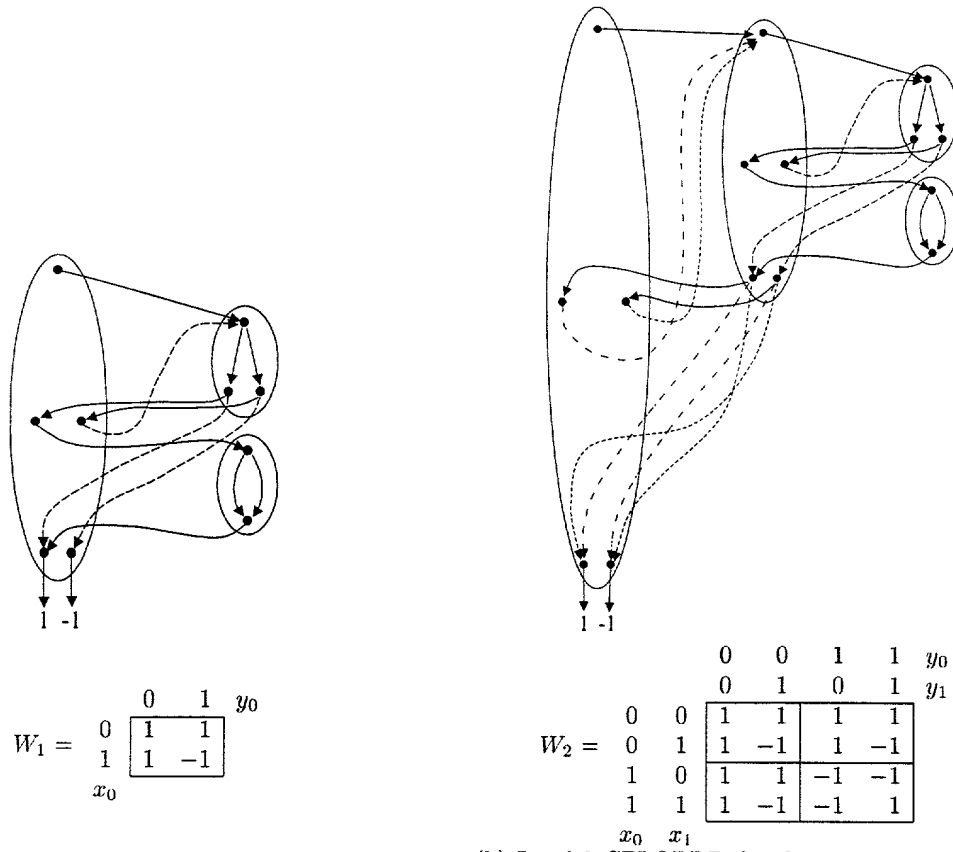 1 -1
0 1 y₀
W₁ = 0 1 1
1 1 -1
x₀
1 -1
0 0 1 1 y₀
0 1 0 1 y₁
0 0 1 1 1 1
W₂ = 0 1 1 -1 1 -1
1 0 1 1 -1 -1
1 1 1 -1 -1 1
x₀ x₁